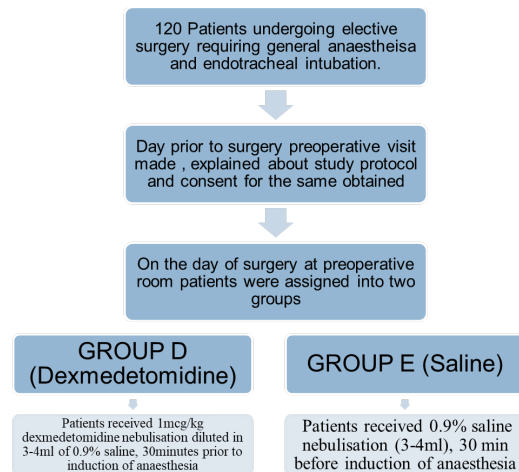 120 Patients undergoing elective
surgery requiring general anaestheisa
and endotracheal intubation.
Day prior to surgery preoperative visit
made , explained about study protocol
and consent for the same obtained
On the day of surgery at preoperative
room patients were assigned into two
groups
GROUP D
(Dexmedetomidine)
Patients received 1mcg/kg
dexmedetomidine nebulisation diluted in
3-4ml of 0.9% saline, 30minutes prior to
induction of anaesthesia
GROUP E (Saline)
Patients received 0.9% saline
nebulisation (3-4ml), 30 min
before induction of anaesthesia